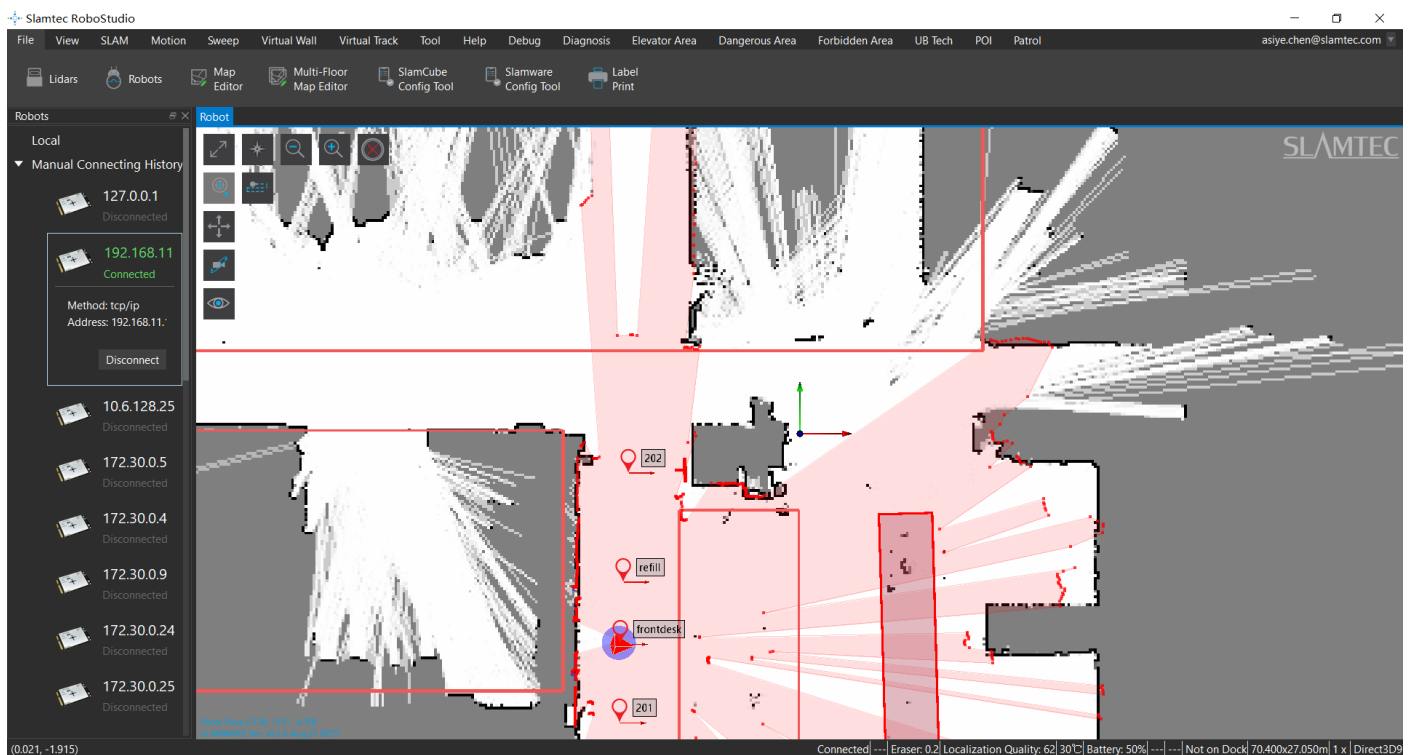 Slamtec RoboStudio
File View SLAM Motion Sweep Virtual Wall Virtual Track Tool Help Debug Diagnosis Elevator Area Dangerous Area Forbidden Area UB Tech POI Patrol asiye.chen@slamtec.com
Lidars
Robots
Map
Editor
Multi-Floor
Map Editor
SlamCube
Config Tool
Slamware
Config Tool
Label
Print
Robots
Robot
Local
Manual Connecting History
127.0.0.1
Disconnected
192.168.11
Connected
Method: tcp/ip
Address: 192.168.11.
Disconnect
10.6.128.25
Disconnected
172.30.0.5
Disconnected
172.30.0.4
Disconnected
172.30.0.9
Disconnected
172.30.0.24
Disconnected
172.30.0.25
Disconnected
SLAMTEC
202
refill
frontdesk
201
(0.021, -1.915)
Connected --- Eraser: 0.2 Localization Quality: 62 30℃ Battery: 50% --- --- Not on Dock 70.400x27.050m 1 x Direct3D9